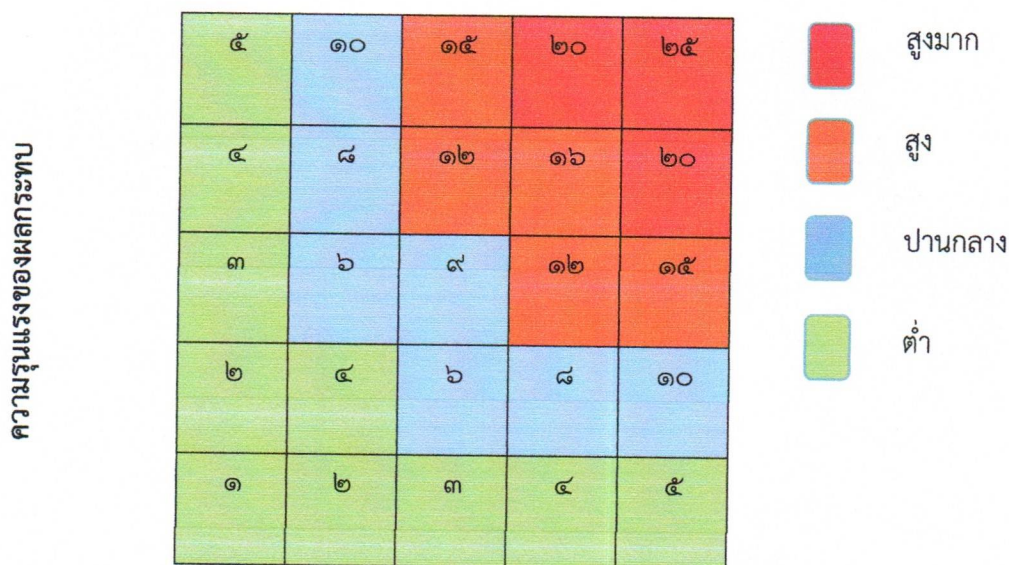 ๕ ๑๐ ๑๕ ๒๐ ๒๕
๔ ๘ ๑๒ ๑๖ ๒๐
๓ ๖ ๙ ๑๒ ๑๕
๒ ๔ ๖ ๘ ๑๐
๑ ๒ ๓ ๔ ๕
ความรุนแรงของผลกระทบ
สูงมาก
สูง
ปานกลาง
ต่ำ